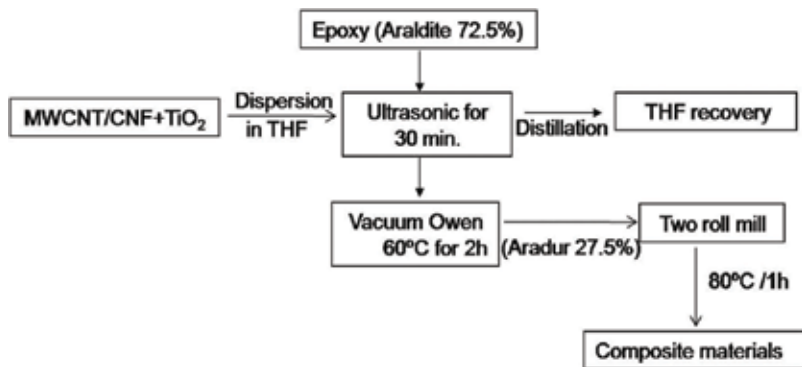 Epoxy (Araldite 72.5%)
MWCNT/CNF+TiO₂
Dispersion
in THF
Ultrasonic for
30 min.
Distillation
THF recovery
Vacuum Owen
60ºC for 2h
(Aradur 27.5%)
Two roll mill
80ºC /1h
Composite materials